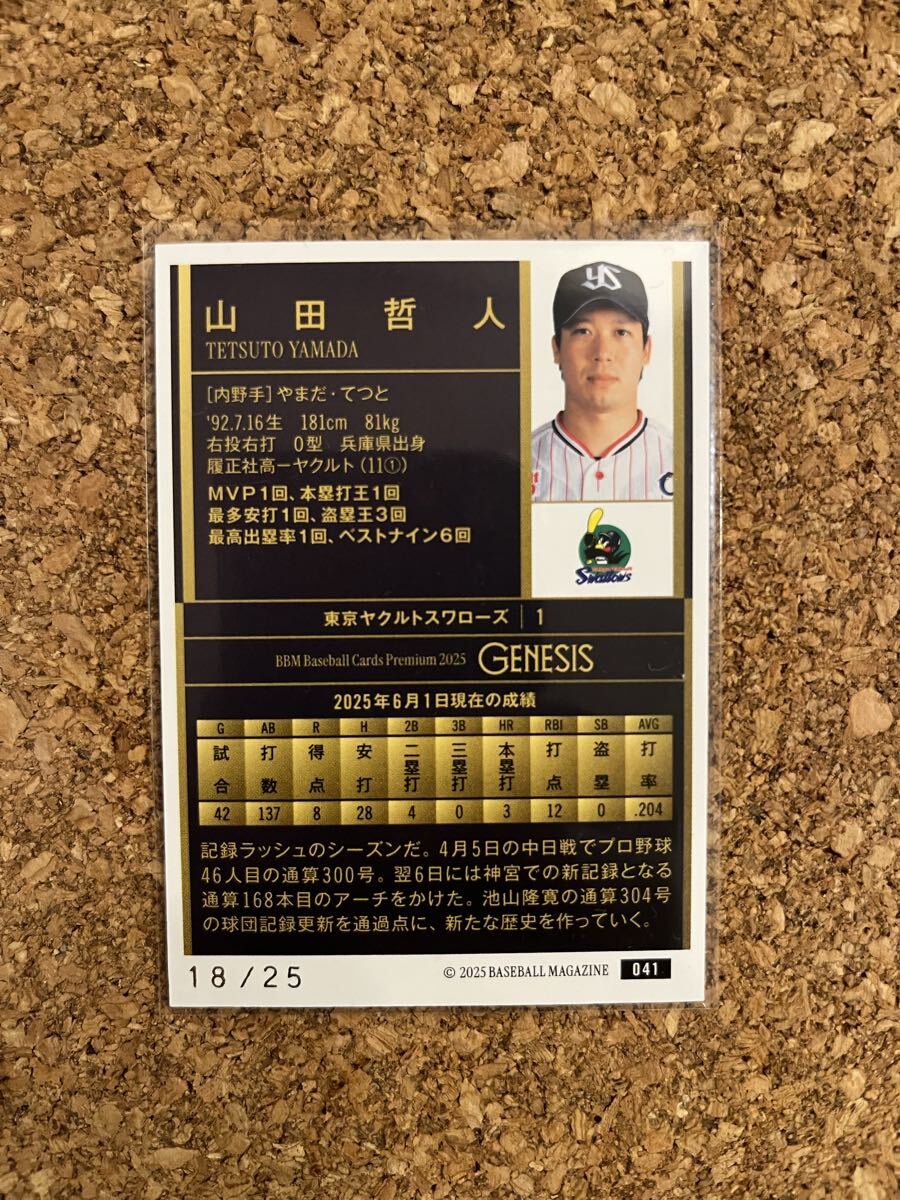 山田哲人
TETSUTO YAMADA
[内野手] やまだ・てつと
'92.7.16生 181cm 81kg
右投右打 O型 兵庫県出身
履正社高ーヤクルト (11①)
MVP1回、本塁打王1回
最多安打1回、盗塁王3回
最高出塁率1回、ベストナイン6回
YS
Swallows
東京ヤクルトスワローズ | 1
BBM Baseball Cards Premium 2025 GENESIS
2025年6月1日現在の成績
G AB R H 2B 3B HR RBI SB AVG
試合 打数 得点 安打 二塁打 三塁打 本塁打 打点 盗塁 打率
42 137 8 28 4 0 3 12 0 .204
記録ラッシュのシーズンだ。4月5日の中日戦でプロ野球
46人目の通算300号。翌6日には神宮での新記録となる
通算168本目のアーチをかけた。池山隆寛の通算304号
の球団記録更新を通過点に、新たな歴史を作っていく。
18/25
© 2025 BASEBALL MAGAZINE 041